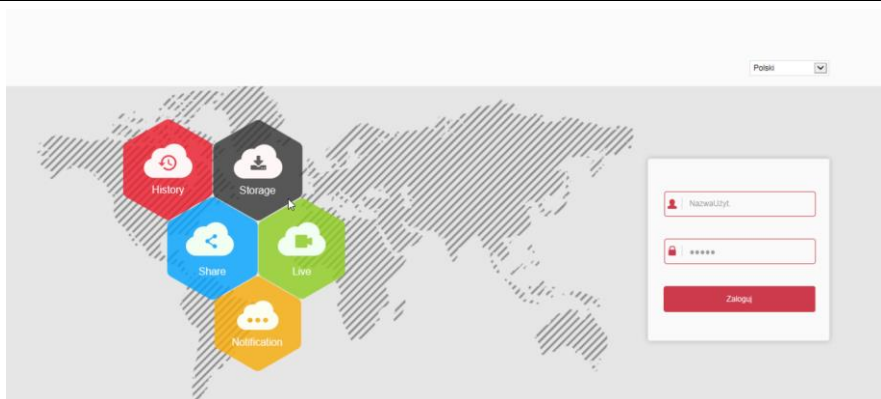 Polski
History
Storage
NazwaUżyt.
Share
Live
●●●●●
Zaloguj
Notification